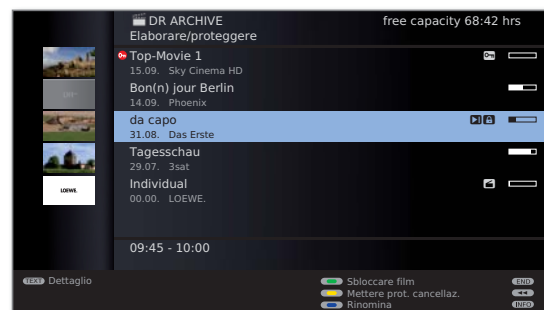 DR ARCHIVE free capacity 68:42 hrs
Elaborare/proteggere
Top-Movie 1
15.09. Sky Cinema HD
Bon(n) jour Berlin
14.09. Phoenix
da capo
31.08. Das Erste
Tagesschau
29.07. 3sat
Individual
00.00. LOEWE.
LOEWE.
09:45 - 10:00
TEXT Dettaglio
Sbloccare film END
Mettere prot. cancellaz.
Rinomina INFO